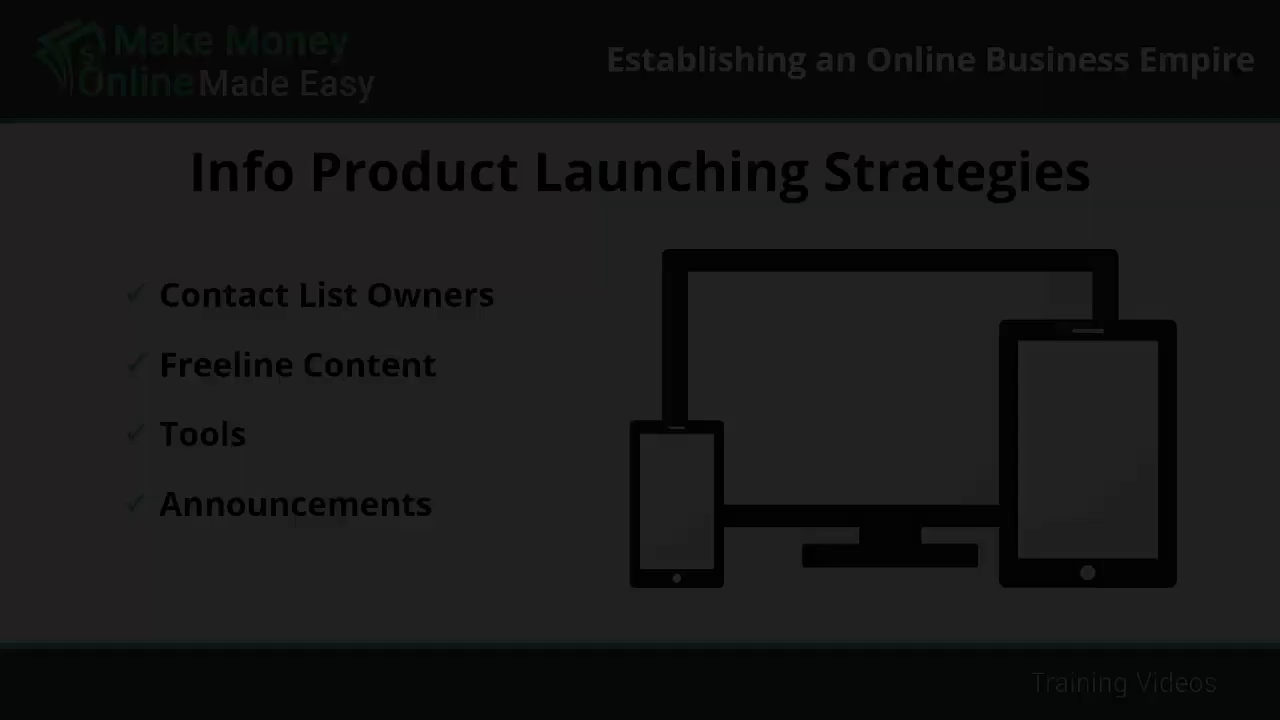 Make Money
Online Made Easy
Establishing an Online Business Empire
Info Product Launching Strategies
Contact List Owners
Freeline Content
Tools
Announcements
Training Videos